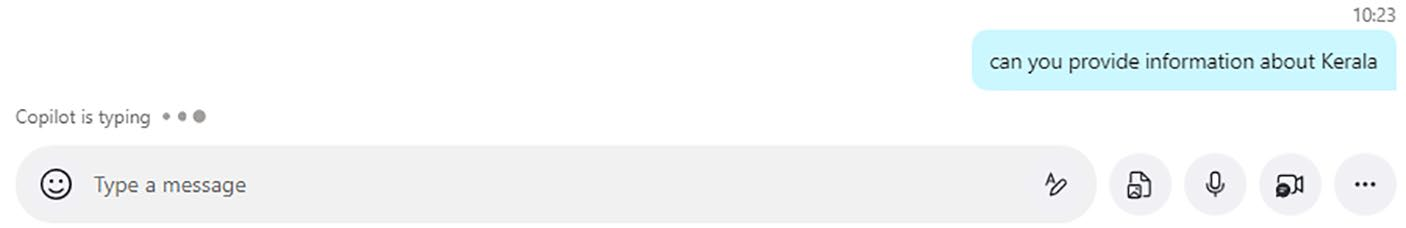 10:23
can you provide information about Kerala
Copilot is typing
Type a message